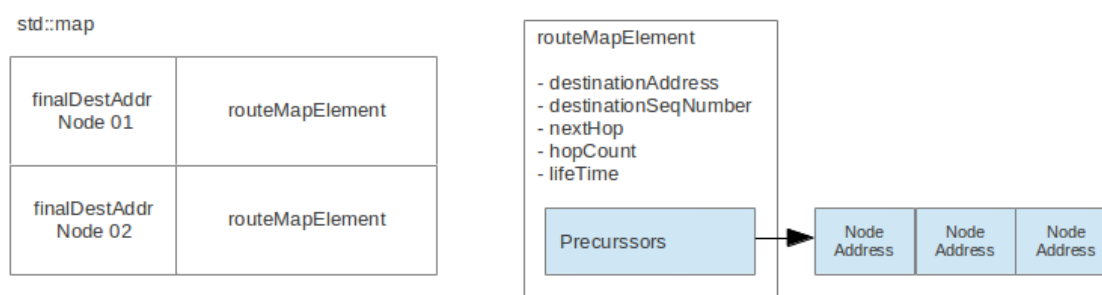 std::map
finalDestAddr
Node 01
routeMapElement
finalDestAddr
Node 02
routeMapElement
routeMapElement
- destinationAddress
- destinationSeqNumber
- nextHop
- hopCount
- lifeTime
Precurssors
Node
Address
Node
Address
Node
Address